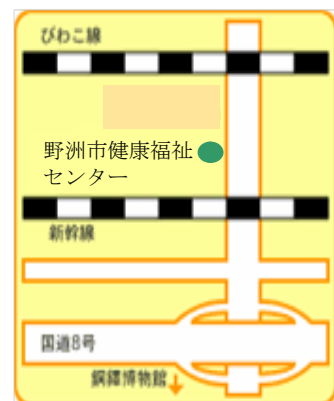 びわこ線
野洲市健康福祉
センター
新幹線
国道8号
銅鐸博物館